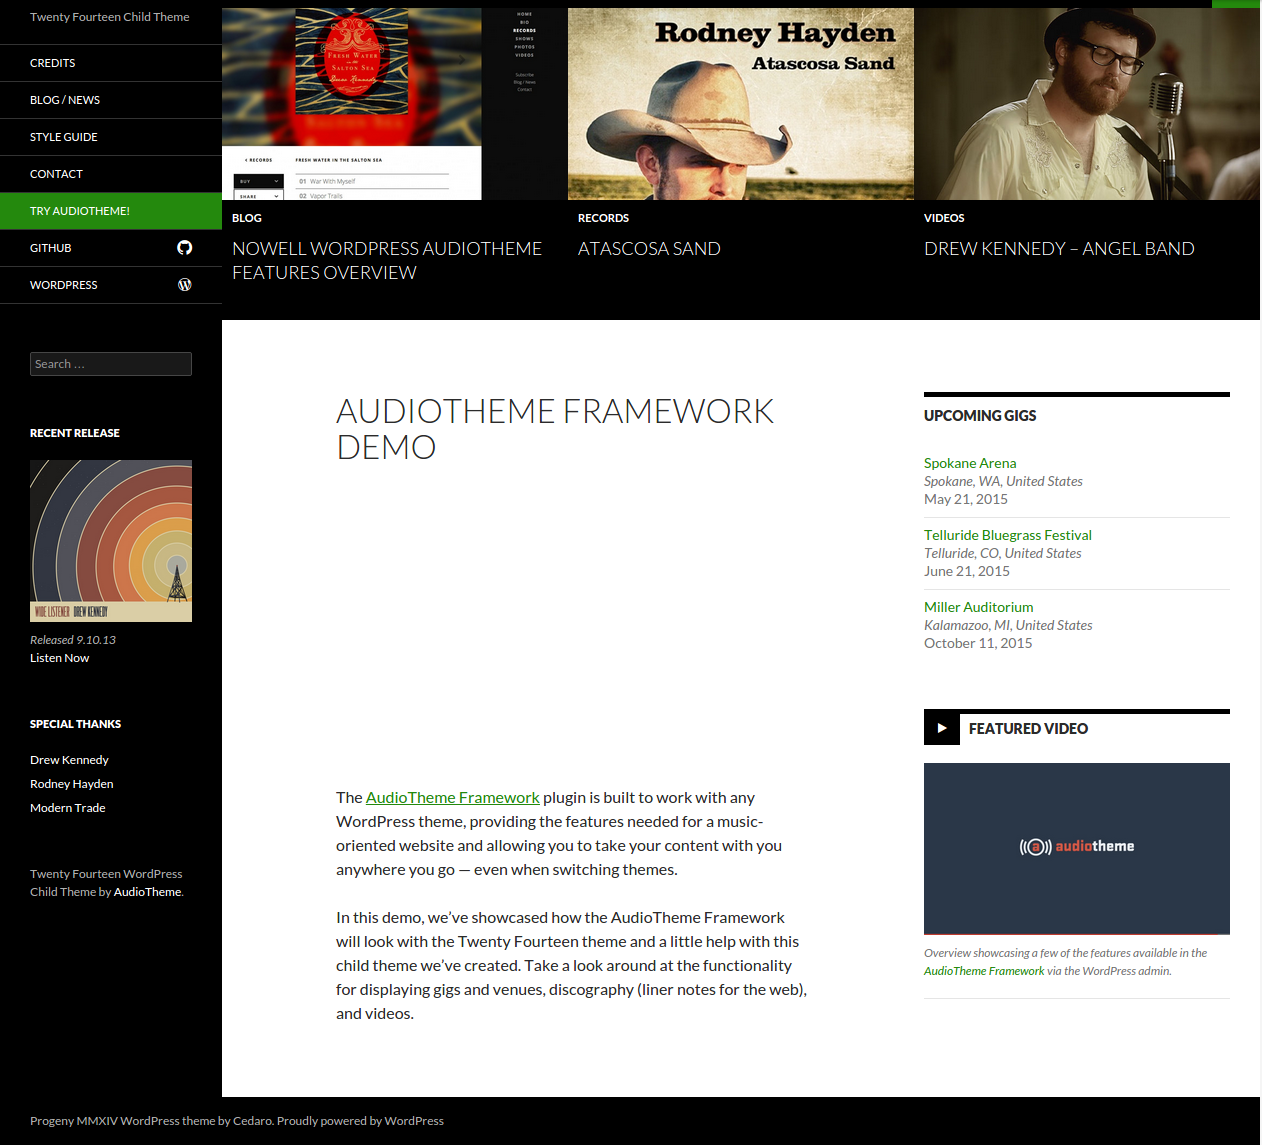 Twenty Fourteen Child Theme
CREDITS
BLOG / NEWS
STYLE GUIDE
CONTACT
TRY AUDIOTHEME!
GITHUB
WORDPRESS
Search …
RECENT RELEASE
WIDE LISTENER DREW KENNEDY
Released 9.10.13
Listen Now
SPECIAL THANKS
Drew Kennedy
Rodney Hayden
Modern Trade
Twenty Fourteen WordPress
Child Theme by AudioTheme.
FRESH WATER
IN THE
SALTON SEA
Drew Kennedy
HOME
BIO
RECORDS
SHOWS
PHOTOS
VIDEOS
Subscribe
Blog / News
Contact
RECORDS
FRESH WATER IN THE SALTON SEA
BUY
SHARE
01 War With Myself
02 Vapor Trails
BLOG
NOWELL WORDPRESS AUDIOTHEME
FEATURES OVERVIEW
Rodney Hayden
Atascosa Sand
RECORDS
ATASCOSA SAND
VIDEOS
DREW KENNEDY – ANGEL BAND
AUDIOTHEME FRAMEWORK
DEMO
The AudioTheme Framework plugin is built to work with any
WordPress theme, providing the features needed for a music-
oriented website and allowing you to take your content with you
anywhere you go — even when switching themes.
In this demo, we’ve showcased how the AudioTheme Framework
will look with the Twenty Fourteen theme and a little help with this
child theme we’ve created. Take a look around at the functionality
for displaying gigs and venues, discography (liner notes for the web),
and videos.
UPCOMING GIGS
Spokane Arena
Spokane, WA, United States
May 21, 2015
Telluride Bluegrass Festival
Telluride, CO, United States
June 21, 2015
Miller Auditorium
Kalamazoo, MI, United States
October 11, 2015
FEATURED VIDEO
a audiotheme
Overview showcasing a few of the features available in the
AudioTheme Framework via the WordPress admin.
Progeny MMXIV WordPress theme by Cedaro. Proudly powered by WordPress